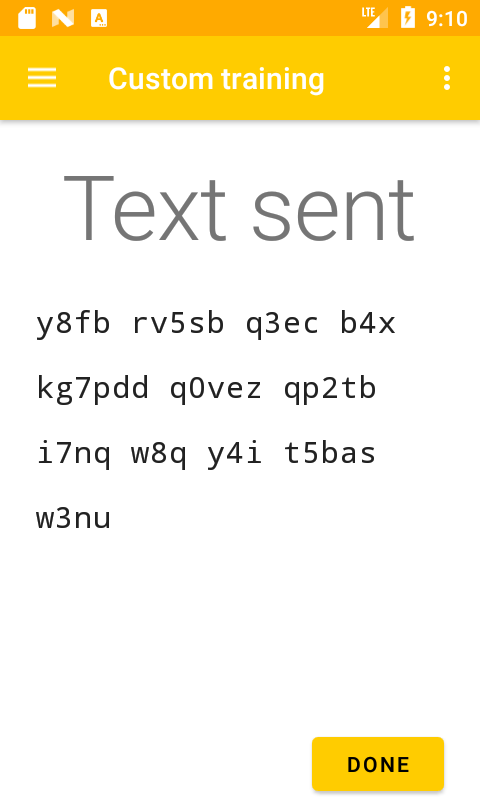 LTE 9:10
Custom training
Text sent
y8fb rv5sb q3ec b4x
kg7pdd q0vez qp2tb
i7nq w8q y4i t5bas
w3nu
DONE